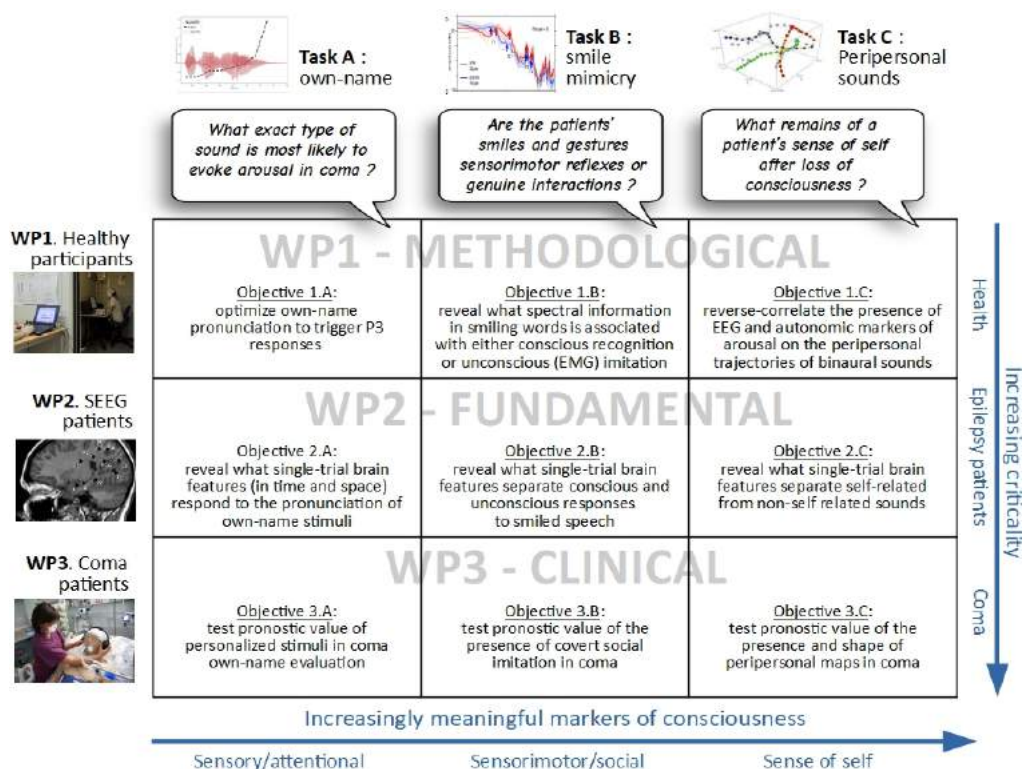 Task A :
own-name
Task B :
smile
mimicry
Task C :
Peripersonal
sounds
What exact type of
sound is most likely to
evoke arousal in coma ?
Are the patients'
smiles and gestures
sensorimotor reflexes or
genuine interactions ?
What remains of a
patient's sense of self
after loss of
consciousness ?
WP1. Healthy
participants
WP1 - METHODOLOGICAL
Objective 1.A:
optimize own-name
pronunciation to trigger P3
responses
Objective 1.B:
reveal what spectral information
in smiling words is associated
with either conscious recognition
or unconscious (EMG) imitation
Objective 1.C:
reverse-correlate the presence of
EEG and autonomic markers of
arousal on the peripersonal
trajectories of binaural sounds
Health
WP2. SEEG
patients
WP2 - FUNDAMENTAL
Objective 2.A:
reveal what single-trial brain
features (in time and space)
respond to the pronunciation of
own-name stimuli
Objective 2.B:
reveal what single-trial brain
features separate conscious and
unconscious responses
to smiled speech
Objective 2.C:
reveal what single-trial brain
features separate self-related
from non-self related sounds
Epilepsy patients
Increasing criticality
WP3. Coma
patients
WP3 - CLINICAL
Objective 3.A:
test pronostic value of
personalized stimuli in coma
own-name evaluation
Objective 3.B:
test pronostic value of the
presence of covert social
imitation in coma
Objective 3.C:
test pronostic value of the
presence and shape of
peripersonal maps in coma
Coma
Increasingly meaningful markers of consciousness
Sensory/attentional
Sensorimotor/social
Sense of self